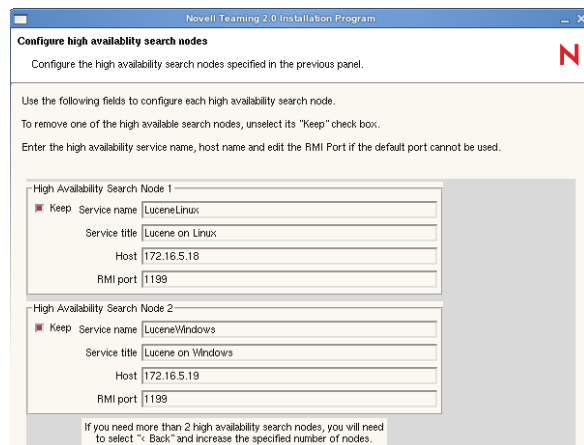 Novell Teaming 2.0 Installation Program
Configure high availablity search nodes
N
Configure the high availability search nodes specified in the previous panel.
Use the following fields to configure each high availability search node.
To remove one of the high available search nodes, unselect its "Keep" check box.
Enter the high availability service name, host name and edit the RMI Port if the default port cannot be used.
High Availability Search Node 1
Keep Service name LuceneLinux
Service title Lucene on Linux
Host 172.16.5.18
RMI port 1199
High Availability Search Node 2
Keep Service name LuceneWindows
Service title Lucene on Windows
Host 172.16.5.19
RMI port 1199
If you need more than 2 high availability search nodes, you will need
to select "< Back" and increase the specified number of nodes.